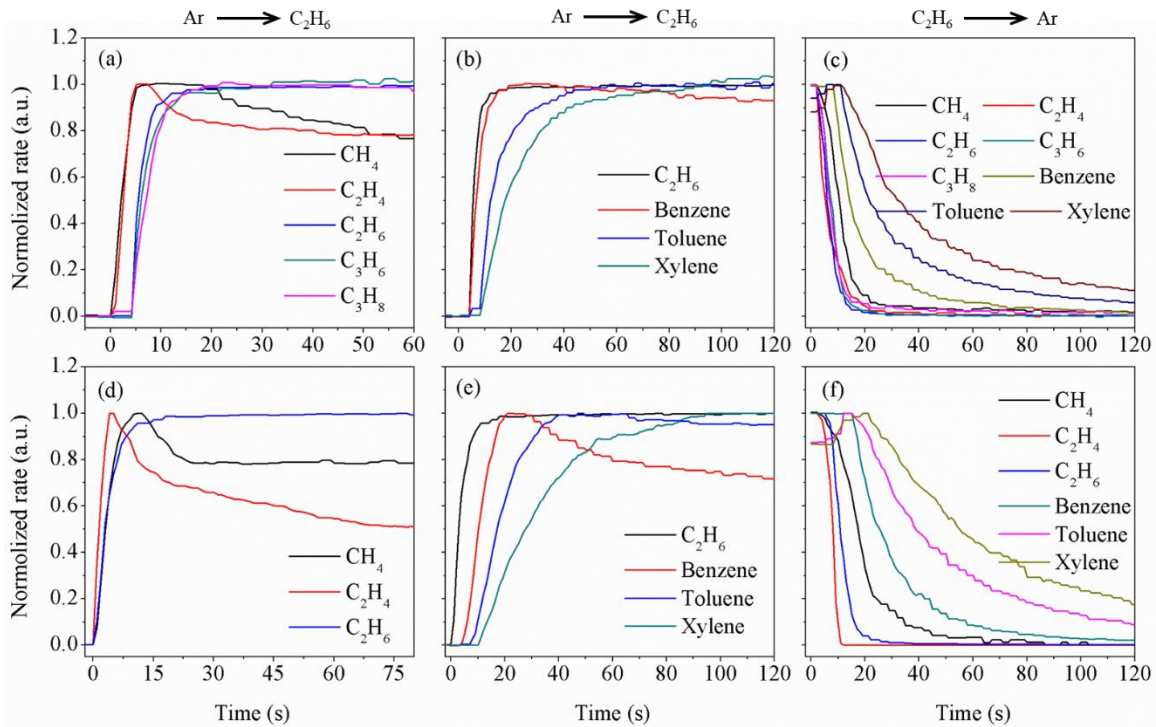 Ar → C₂H₆
Ar → C₂H₆
C₂H₆ → Ar
Normolized rate (a.u.)
1.2
1.0
0.8
0.6
0.4
0.2
0.0
(a)
CH₄
C₂H₄
C₂H₆
C₃H₆
C₃H₈
0 10 20 30 40 50 60
(b)
C₂H₆
Benzene
Toluene
Xylene
0 20 40 60 80 100 120
(c)
CH₄ C₂H₄
C₂H₆ C₃H₆
C₃H₈ Benzene
Toluene Xylene
0 20 40 60 80 100 120
Normolized rate (a.u.)
1.0
0.8
0.6
0.4
0.2
0.0
(d)
CH₄
C₂H₄
C₂H₆
0 15 30 45 60 75
Time (s)
(e)
C₂H₆
Benzene
Toluene
Xylene
0 20 40 60 80 100 120
Time (s)
(f)
CH₄
C₂H₄
C₂H₆
Benzene
Toluene
Xylene
0 20 40 60 80 100 120
Time (s)